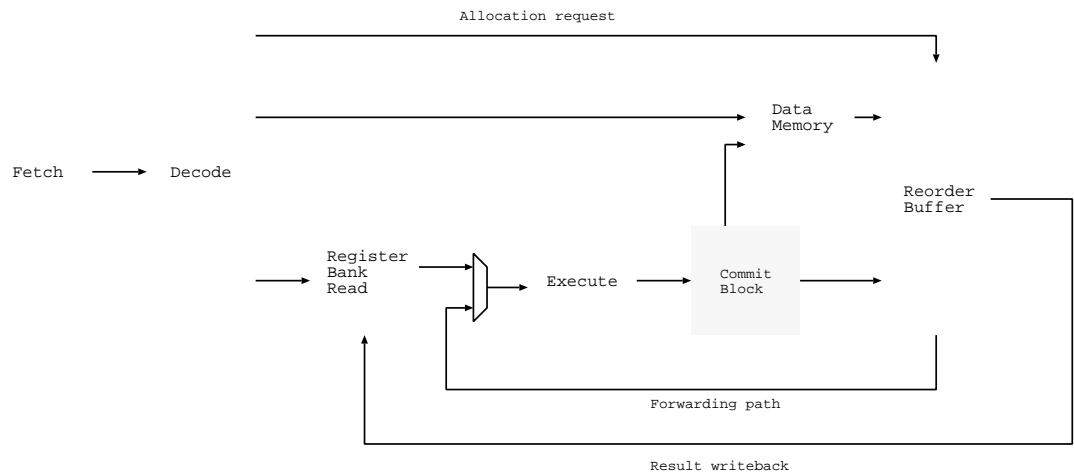 Allocation request
Data
Memory
Fetch
Decode
Reorder
Buffer
Register
Bank
Read
Execute
Commit
Block
Forwarding path
Result writeback